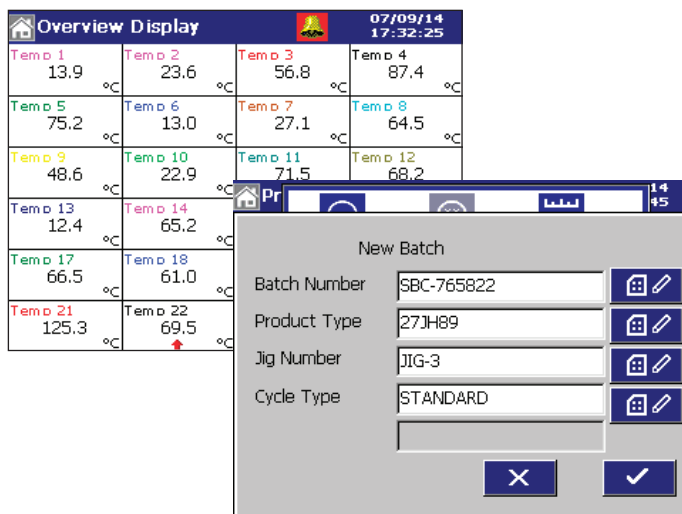 Overview Display 07/09/14
17:32:25
Temp 1 Temp 2 Temp 3 Temp 4
13.9 23.6 56.8 87.4
°C °C °C °C
Temp 5 Temp 6 Temp 7 Temp 8
75.2 13.0 27.1 64.5
°C °C °C °C
Temp 9 Temp 10 Temp 11 Temp 12
48.6 22.9 71.5 68.2
°C °C
Temp 13 Temp 14
12.4 65.2
°C °C
Temp 17 Temp 18
66.5 61.0
°C °C
Temp 21 Temp 22
125.3 69.5
°C °C
Pr 14
45
New Batch
Batch Number SBC-765822
Product Type 27JH89
Jig Number JIG-3
Cycle Type STANDARD